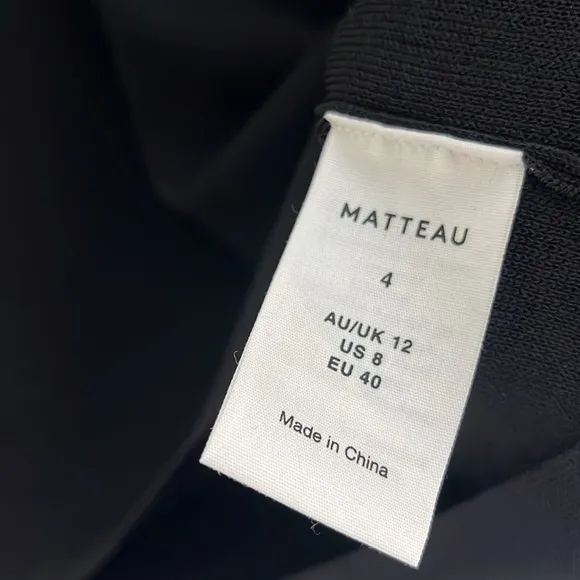 MATTEAU
4
AU/UK 12
US 8
EU 40
Made in China